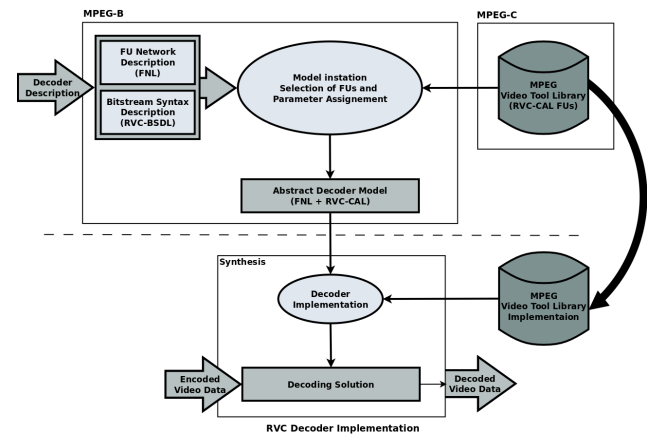 MPEG-B
MPEG-C
Decoder
Description
FU Network
Description
(FNL)
Bitstream Syntax
Description
(RVC-BSDL)
Model instation
Selection of FUs and
Parameter Assignement
MPEG
Video Tool Library
(RVC-CAL FUs)
Abstract Decoder Model
(FNL + RVC-CAL)
Synthesis
Decoder
Implementation
MPEG
Video Tool Library
Implementaion
Encoded
Video Data
Decoding Solution
Decoded
Video Data
RVC Decoder Implementation